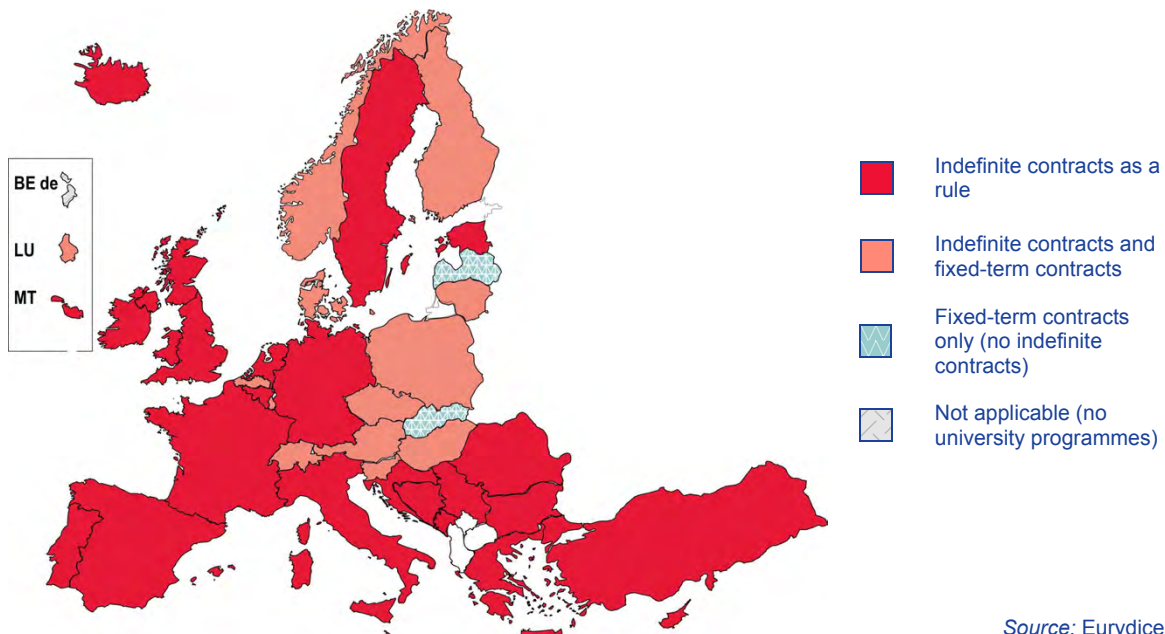 BE de
LU
MT
Indefinite contracts as a
rule
Indefinite contracts and
fixed-term contracts
Fixed-term contracts
only (no indefinite
contracts)
Not applicable (no
university programmes)
Source: Eurydice